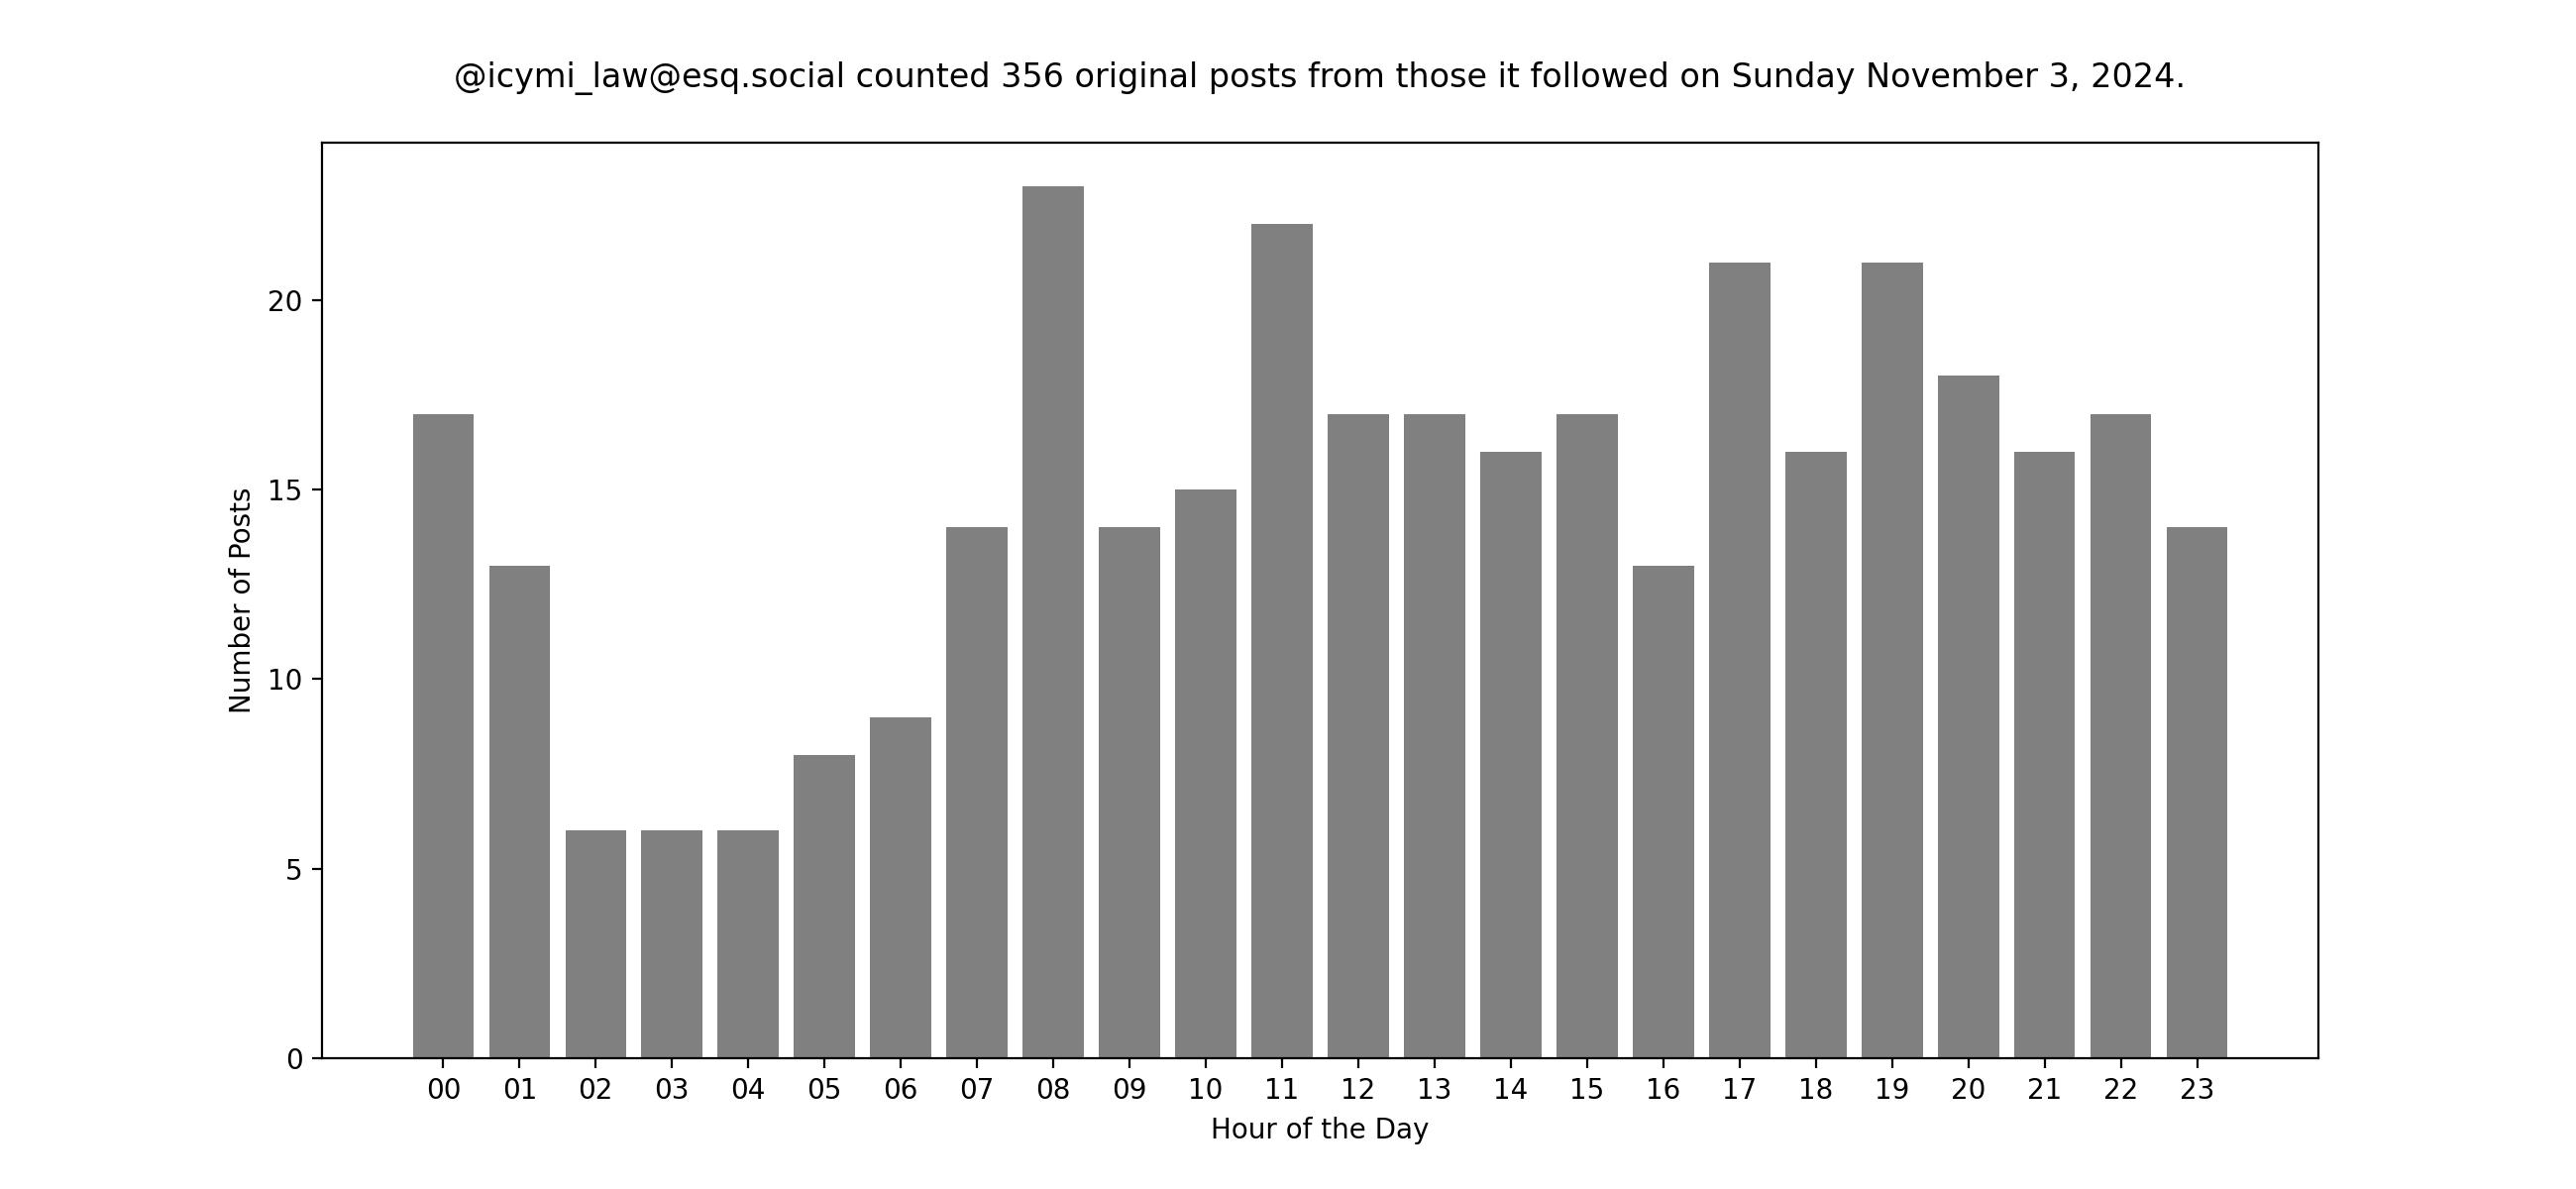 @icymi_law@esq.social counted 356 original posts from those it followed on Sunday November 3, 2024.
Number of Posts
20
15
10
5
0
00 01 02 03 04 05 06 07 08 09 10 11 12 13 14 15 16 17 18 19 20 21 22 23
Hour of the Day